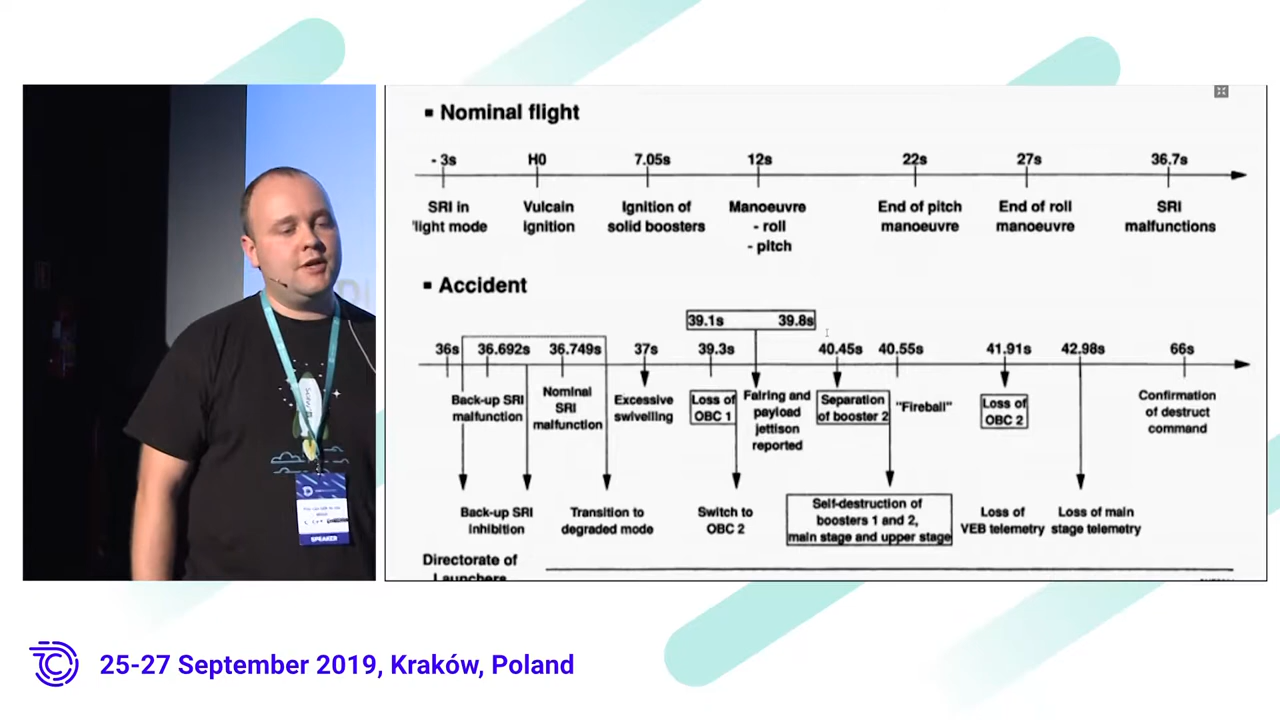 ▪ Nominal flight
- 3s H0 7.05s 12s 22s 27s 36.7s
SRI in Vulcain Ignition of Manoeuvre End of pitch End of roll SRI
light mode ignition solid boosters - roll manoeuvre manoeuvre malfunctions
- pitch
▪ Accident
39.1s 39.8s
36s 36.692s 36.749s 37s 39.3s 40.45s 40.55s 41.91s 42.98s 66s
Back-up SRI
malfunction
Nominal
SRI
malfunction
Excessive
swivelling
Loss of
OBC 1
Fairing and
payload
jettison
reported
Separation
of booster 2
"Fireball"
Loss of
OBC 2
Confirmation
of destruct
command
Back-up SRI
inhibition
Transition to
degraded mode
Switch to
OBC 2
Self-destruction of
boosters 1 and 2,
main stage and upper stage
Loss of
VEB telemetry
Loss of main
stage telemetry
Directorate of
Launchers
SPEAKER
25-27 September 2019, Kraków, Poland